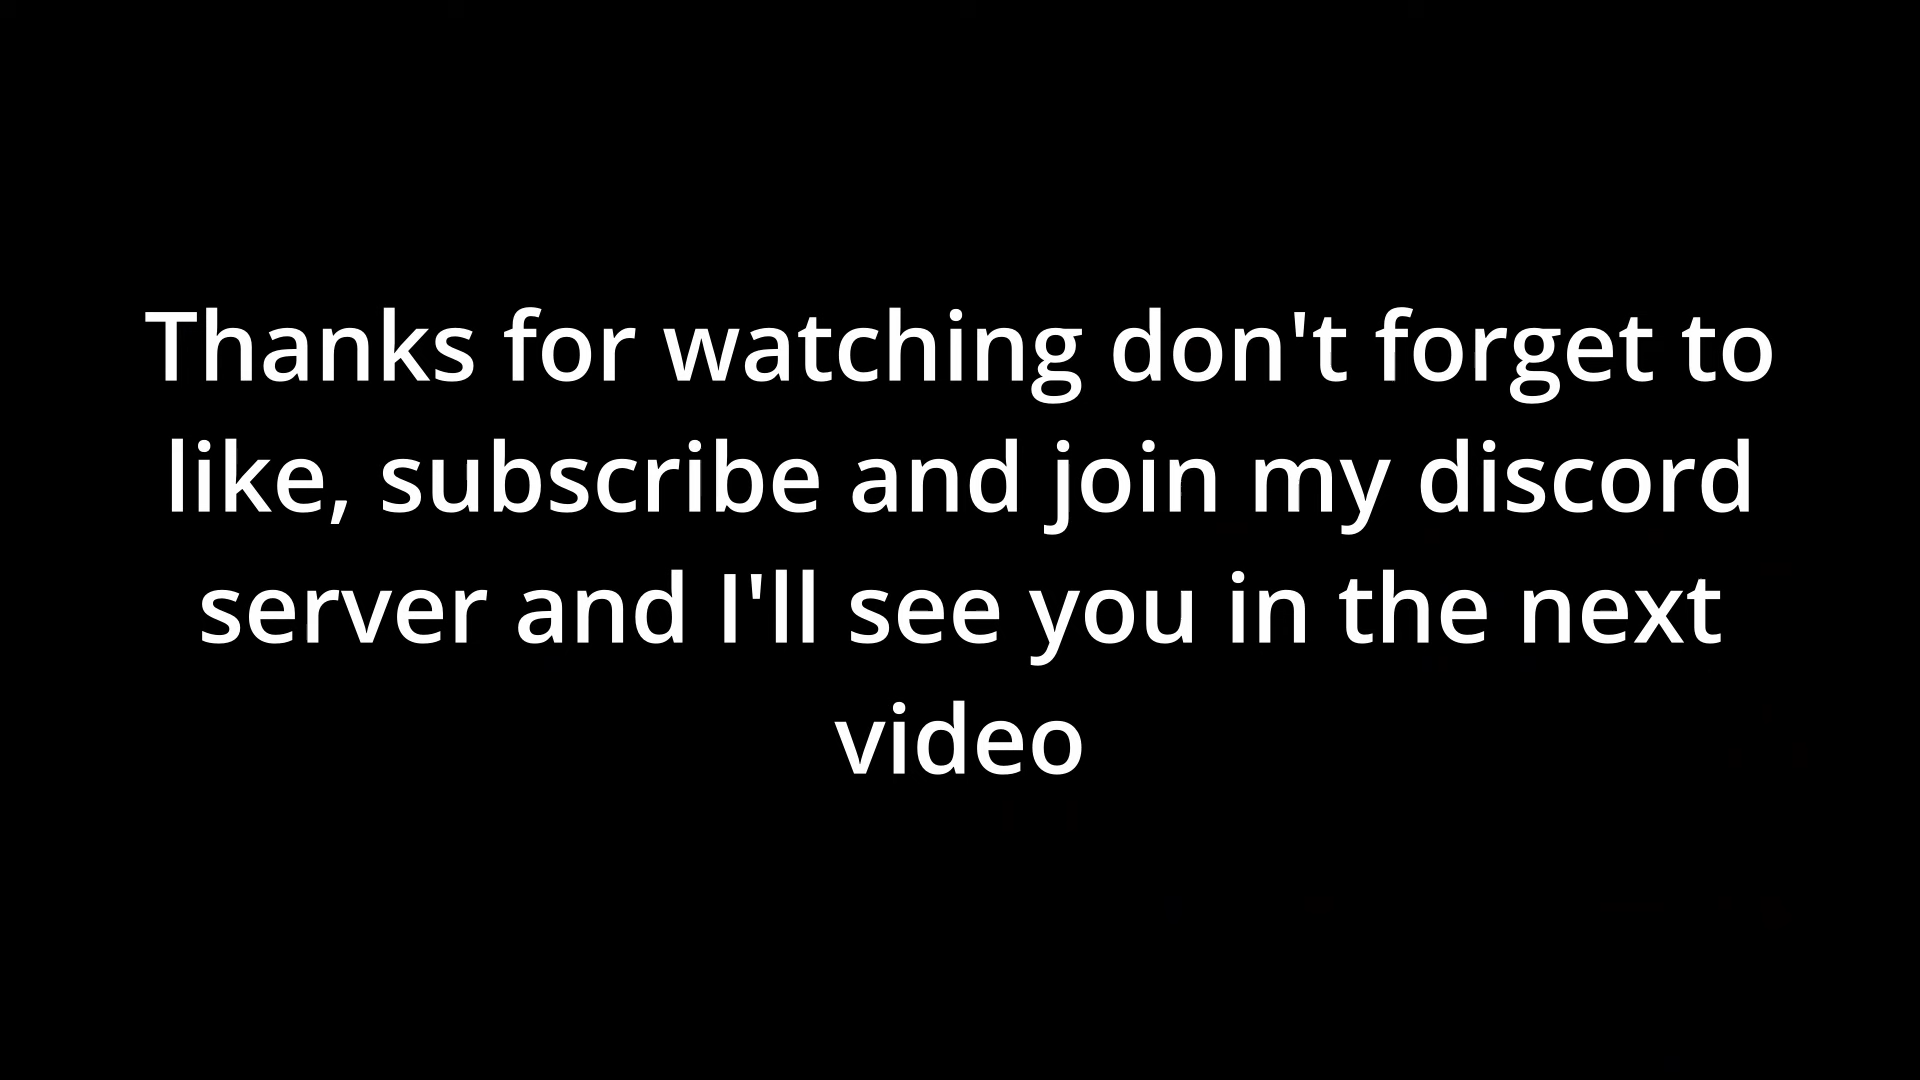 Thanks for watching don't forget to
like, subscribe and join my discord
server and I'll see you in the next
video